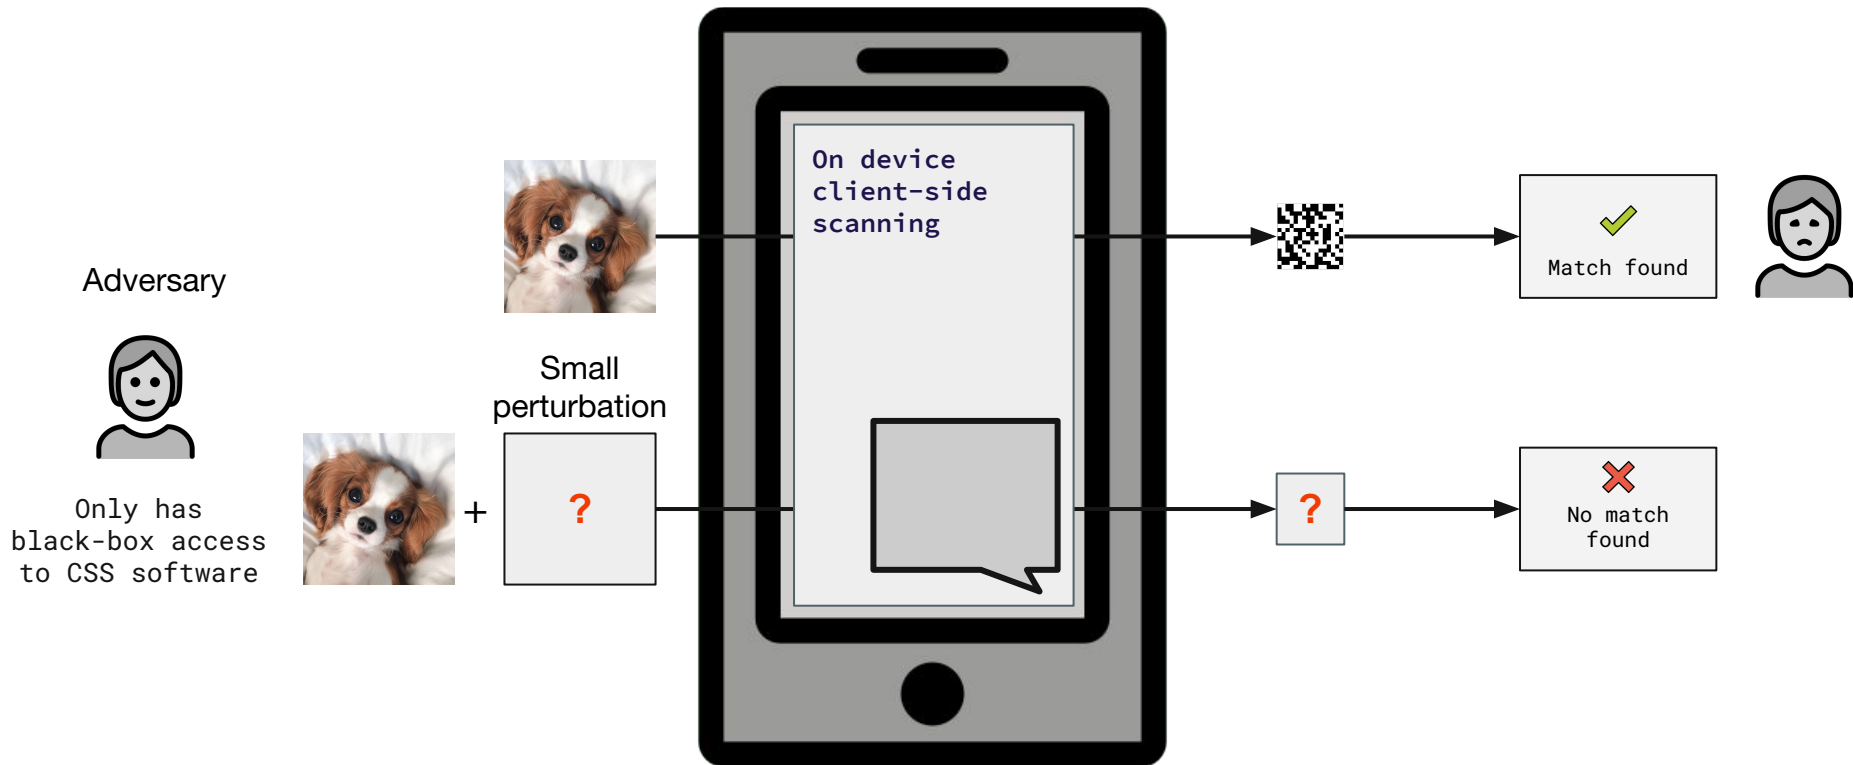 On device
client-side
scanning
Match found
Adversary
Only has
black-box access
to CSS software
Small
perturbation
+
?
?
No match
found